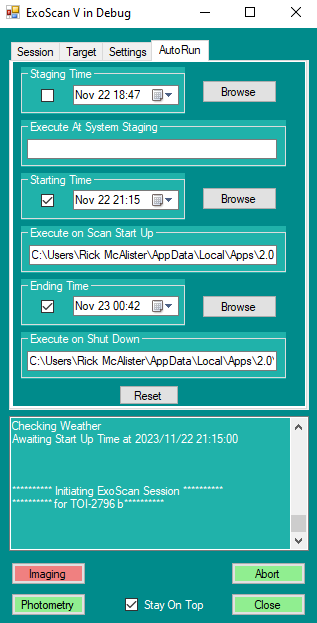 ExoScan V in Debug
Session Target Settings AutoRun
Staging Time
Nov 22 18:47 Browse
Execute At System Staging
Starting Time
Nov 22 21:15 Browse
Execute on Scan Start Up
C:\Users\Rick McAlister\AppData\Local\Apps\2.0
Ending Time
Nov 23 00:42 Browse
Execute on Shut Down
C:\Users\Rick McAlister\AppData\Local\Apps\2.0\
Reset
Checking Weather
Awaiting Start Up Time at 2023/11/22 21:15:00
********** Initiating ExoScan Session **********
********** for TOI-2796 b**********
Imaging Abort
Photometry Stay On Top Close